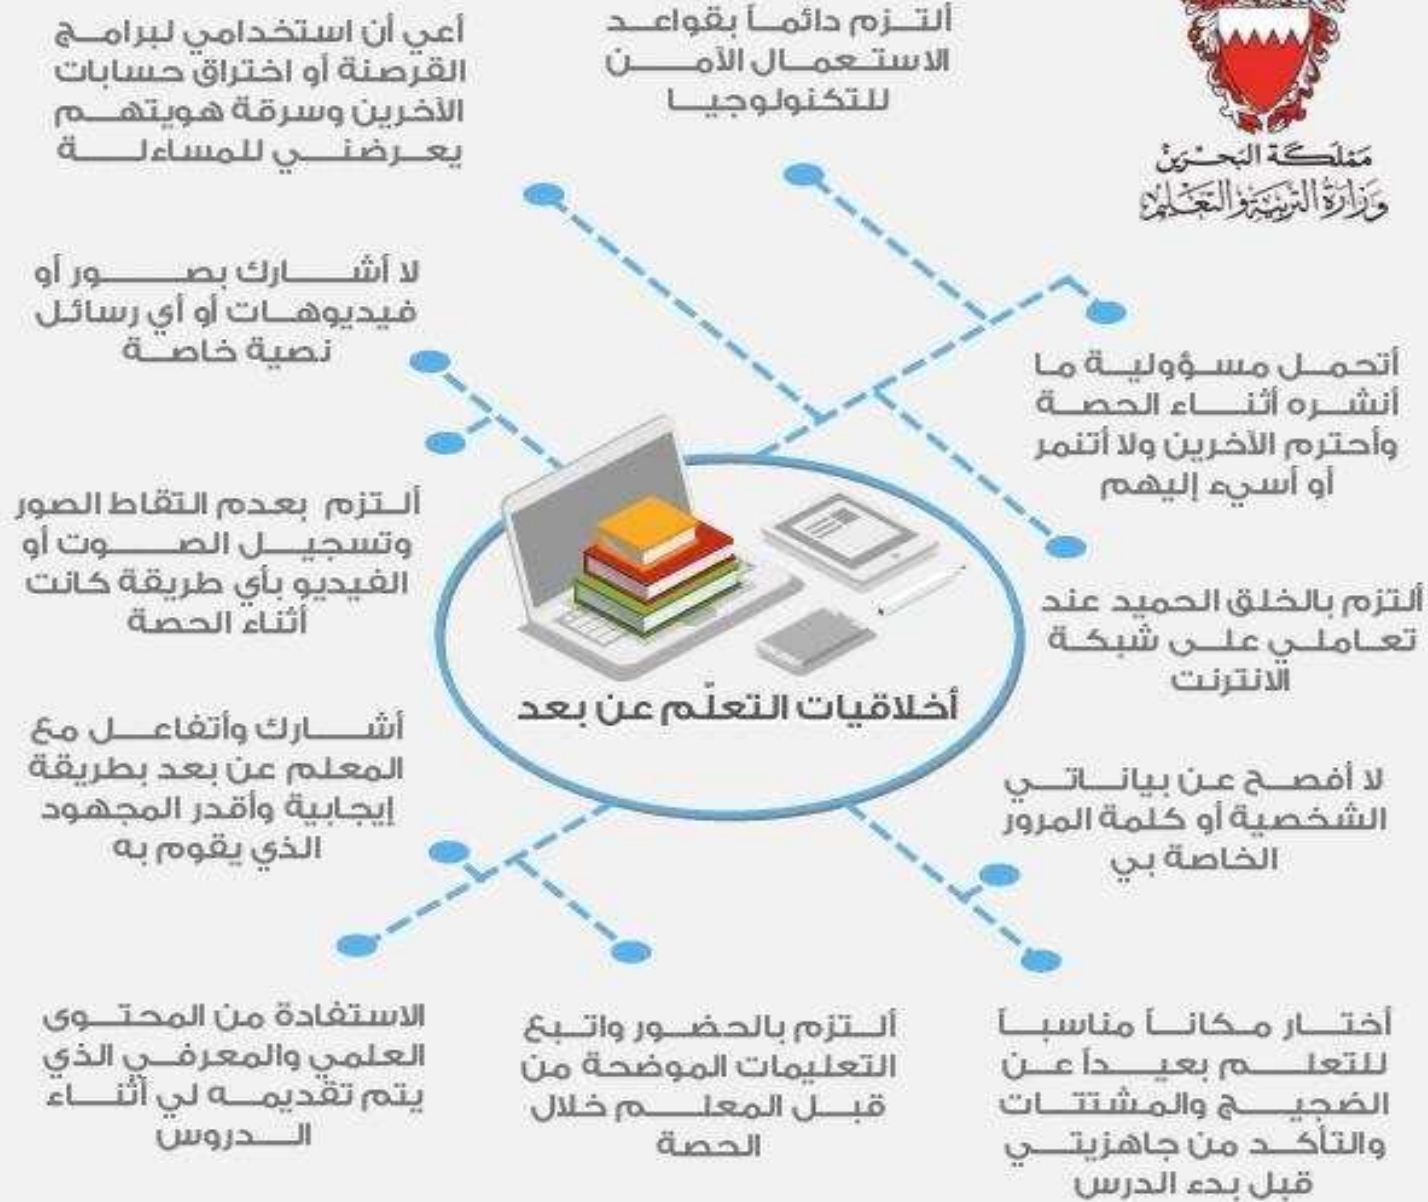 مملكة البحرين
وزارة التربية والتعليم
ألتزم دائماً بقواعد
الاستعمال الآمن
للتكنولوجيا
أعي أن استخدامي لبرامج
القرصنة أو اختراق حسابات
الآخرين وسرقة هويتهم
يعرضني للمساءلة
أتحمل مسؤولية ما
أنشره أثناء الحصة
وأحترم الآخرين ولا أتنمر
أو أسيء إليهم
لا أشارك بصور أو
فيديوهات أو أي رسائل
نصية خاصة
ألتزم بالخلق الحميد عند
تعاملي على شبكة
الانترنت
ألتزم بعدم التقاط الصور
وتسجيل الصوت أو
الفيديو بأي طريقة كانت
أثناء الحصة
أخلاقيات التعلّم عن بعد
لا أفصح عن بياناتي
الشخصية أو كلمة المرور
الخاصة بي
أشارك وأتفاعل مع
المعلم عن بعد بطريقة
إيجابية وأقدر المجهود
الذي يقوم به
أختار مكاناً مناسباً
للتعلم بعيداً عن
الضجيج والمشتتات
والتأكد من جاهزيتي
قبل بدء الدرس
ألتزم بالحضور واتبع
التعليمات الموضحة من
قبل المعلم خلال
الحصة
الاستفادة من المحتوى
العلمي والمعرفي الذي
يتم تقديمه لي أثناء
الدروس